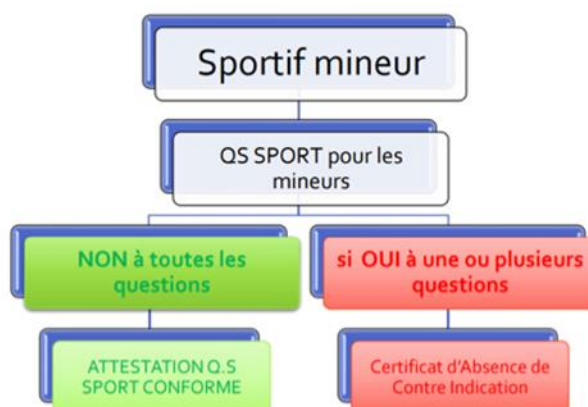 Sportif mineur
QS SPORT pour les
mineurs
NON à toutes les
questions
si OUI à une ou plusieurs
questions
ATTESTATION Q.S
SPORT CONFORME
Certificat d'Absence de
Contre Indication